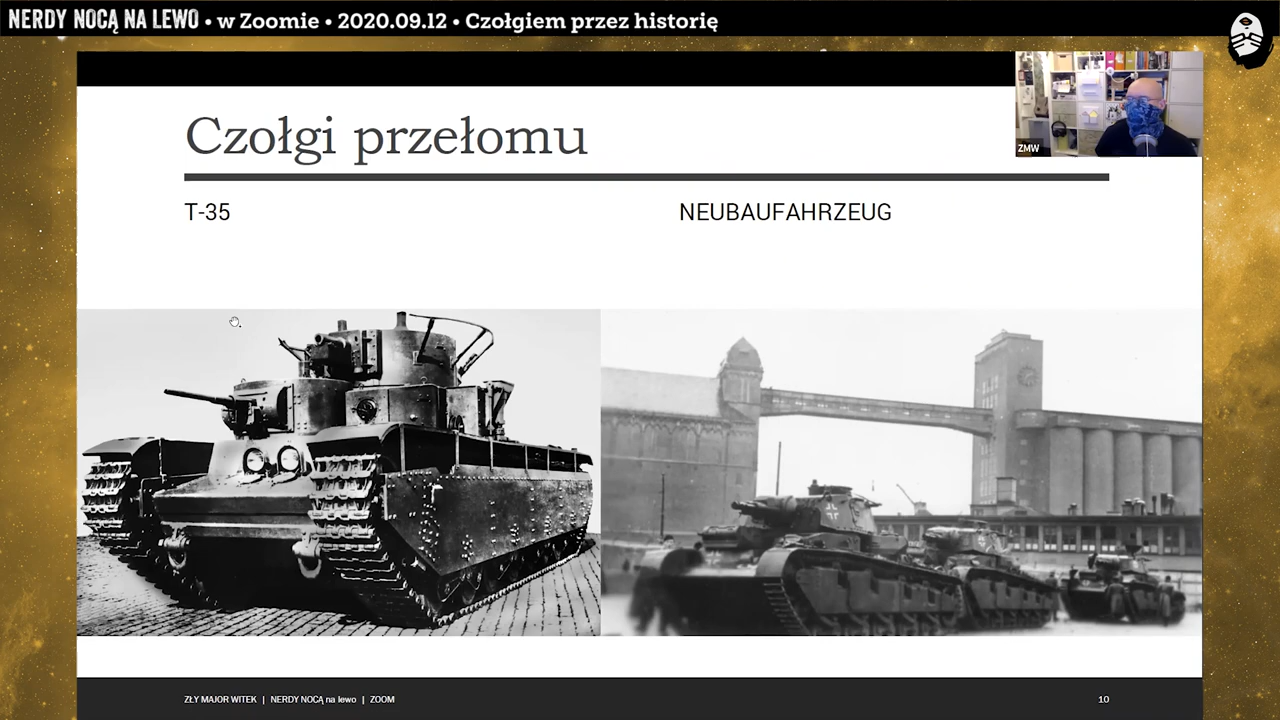 NERDY NOCĄ NA LEWO • w Zoomie • 2020.09.12 • Czołgiem przez historię
ZMW
Czołgi przełomu
T-35
NEUBAUFAHRZEUG
ZŁY MAJOR WITEK | NERDY NOCĄ na lewo | ZOOM
10